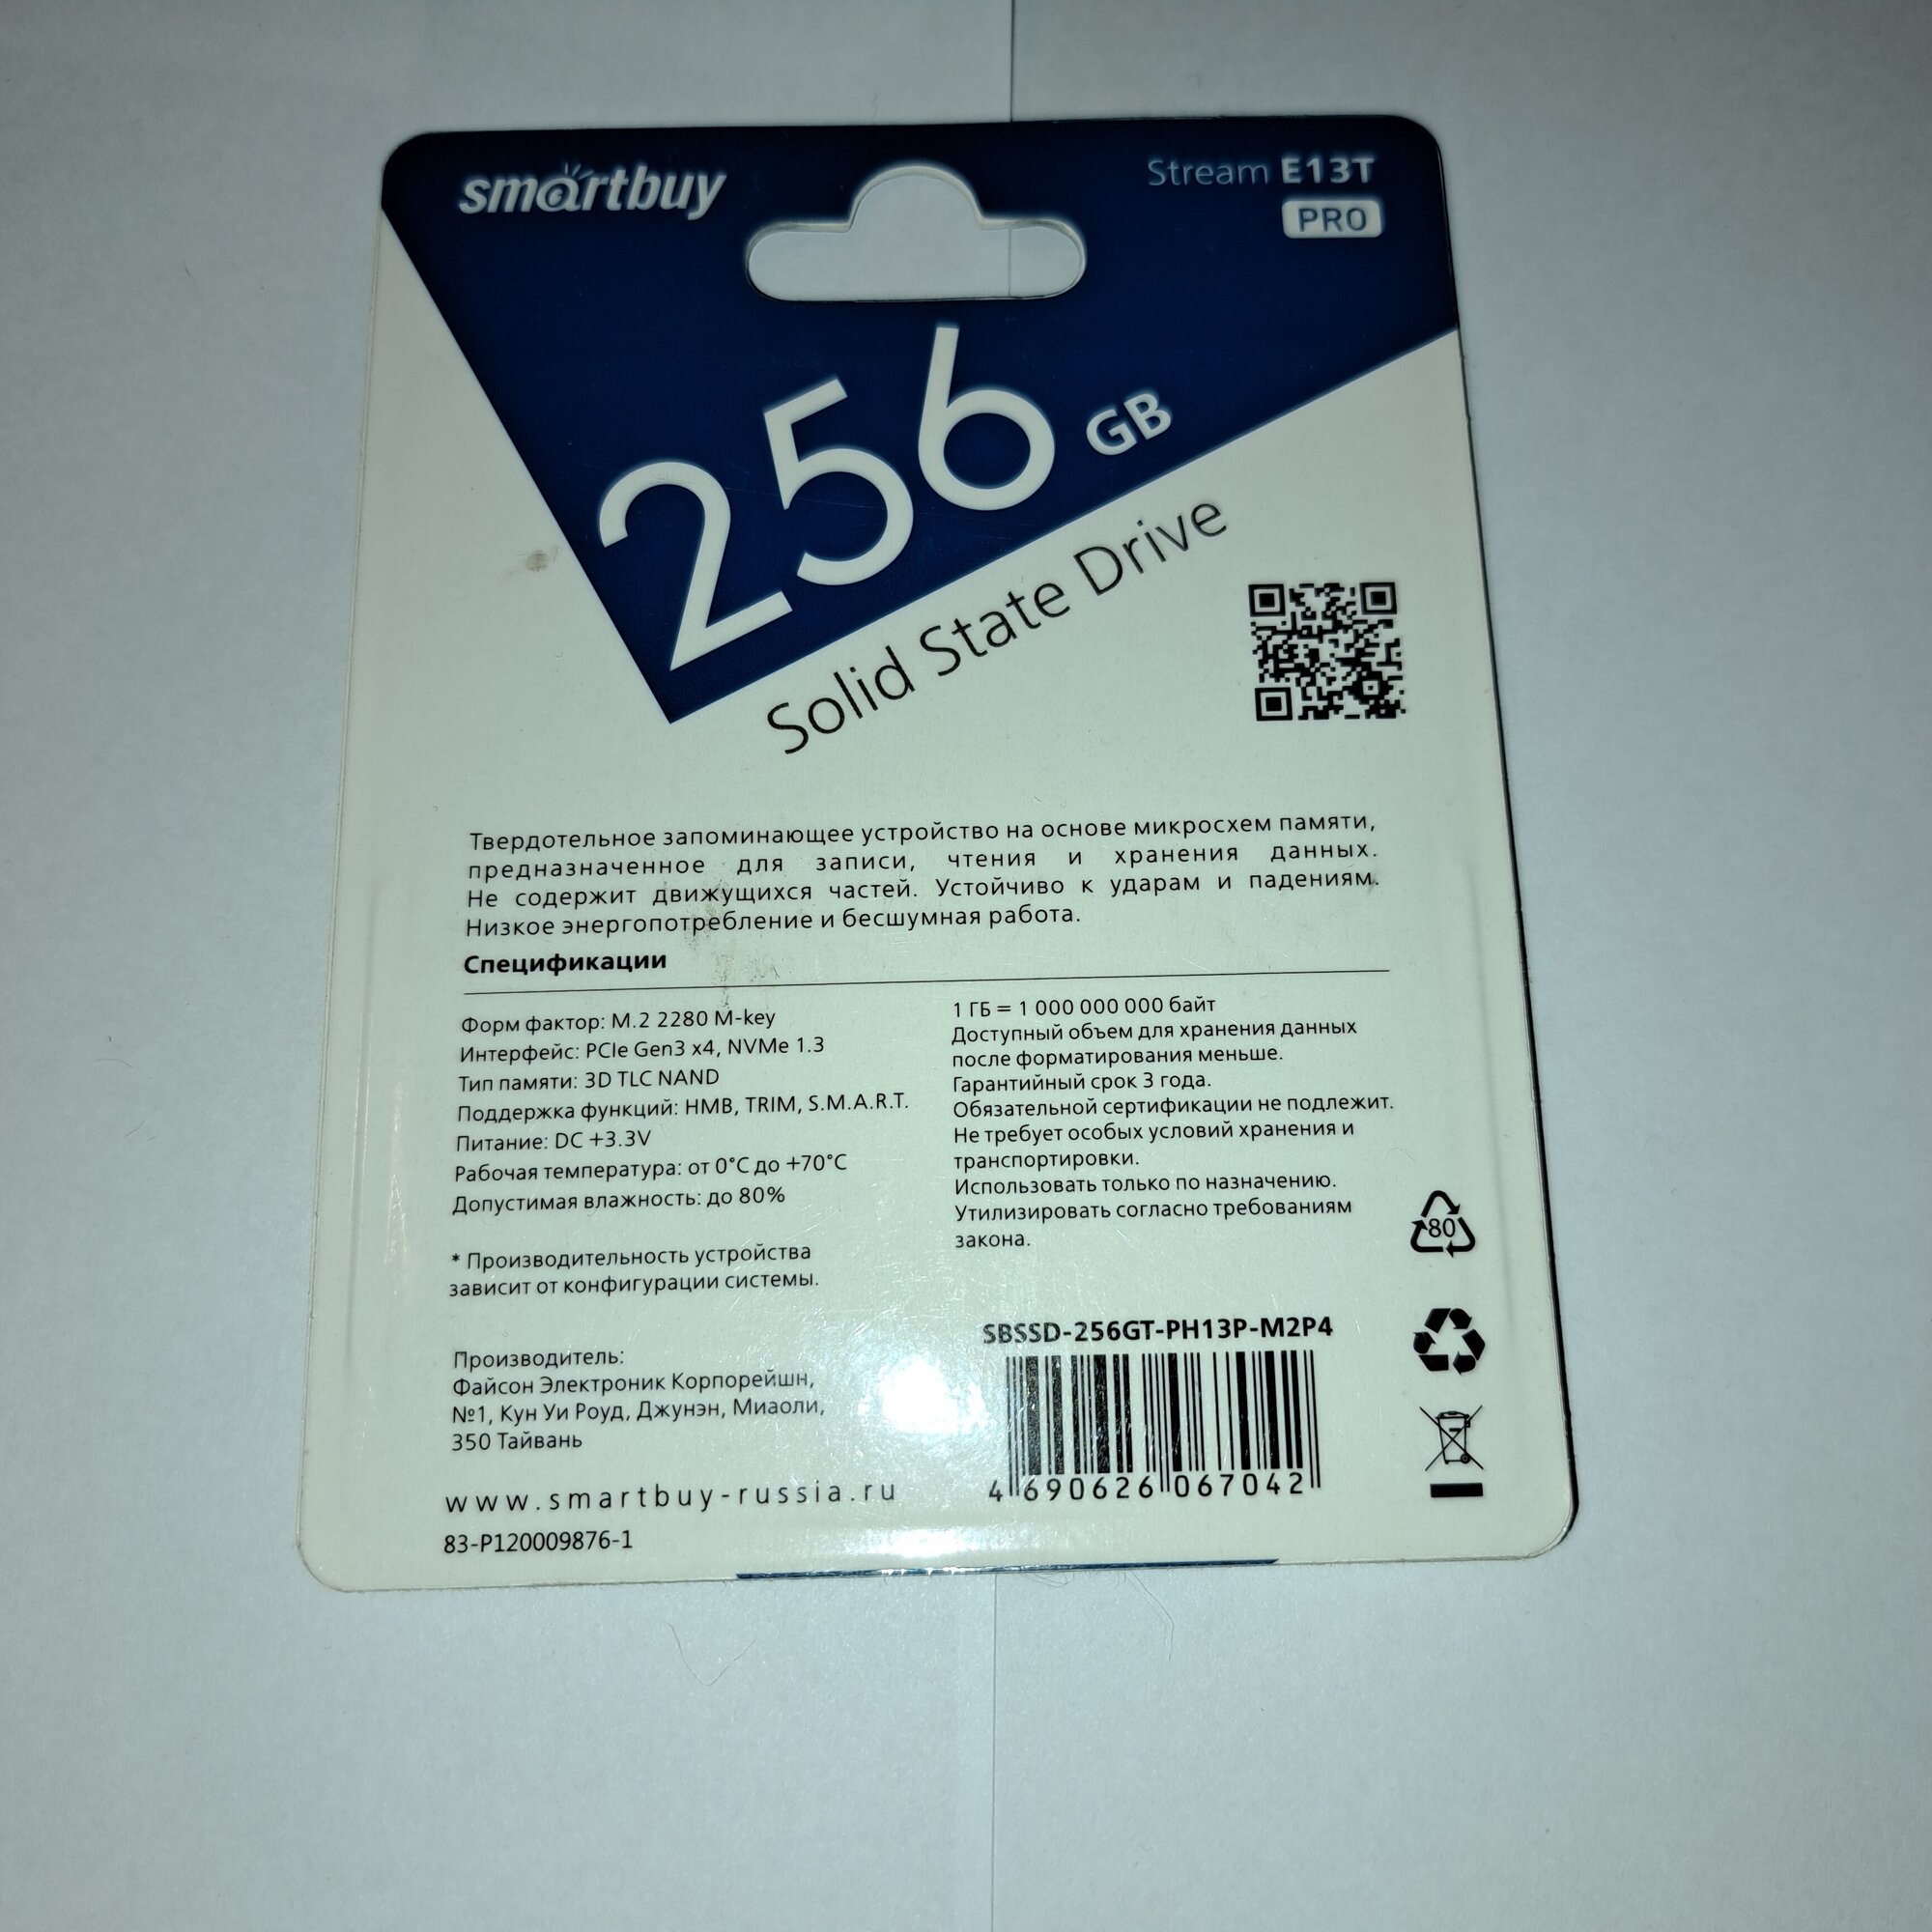 smartbuy
Stream E13T
PRO
256 GB
Solid State Drive
Твердотельное запоминающее устройство на основе микросхем памяти,
предназначенное для записи, чтения и хранения данных.
Не содержит движущихся частей. Устойчиво к ударам и падениям.
Низкое энергопотребление и бесшумная работа.
Спецификации
Форм фактор: M.2 2280 M-key
Интерфейс: PCIe Gen3 x4, NVMe 1.3
Тип памяти: 3D TLC NAND
Поддержка функций: HMB, TRIM, S.M.A.R.T.
Питание: DC +3.3V
Рабочая температура: от 0°C до +70°C
Допустимая влажность: до 80%
* Производительность устройства
зависит от конфигурации системы.
1 ГБ = 1 000 000 000 байт
Доступный объем для хранения данных
после форматирования меньше.
Гарантийный срок 3 года.
Обязательной сертификации не подлежит.
Не требует особых условий хранения и
транспортировки.
Использовать только по назначению.
Утилизировать согласно требованиям
закона.
80
Производитель:
Файсон Электроник Корпорейшн,
№1, Кун Уи Роуд, Джунэн, Миаоли,
350 Тайвань
www.smartbuy-russia.ru
83-P120009876-1
SBSSD-256GT-PH13P-M2P4
4 690626 067042